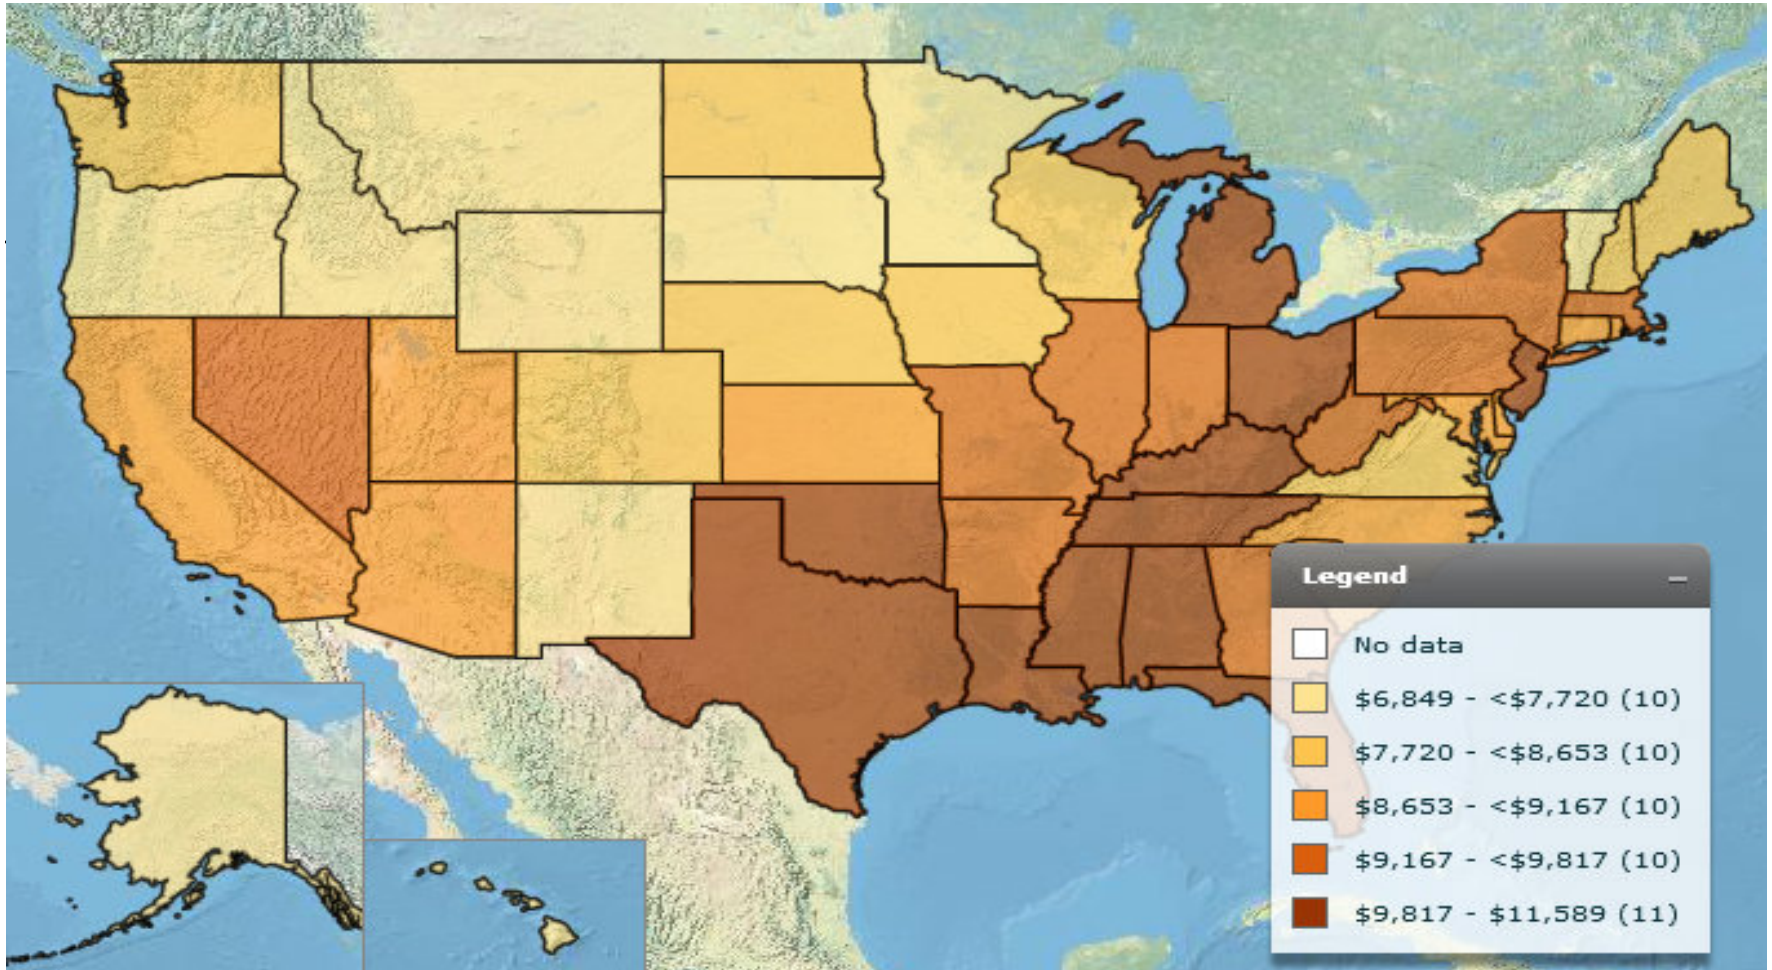 Legend
No data
$6,849 - <$7,720 (10)
$7,720 - <$8,653 (10)
$8,653 - <$9,167 (10)
$9,167 - <$9,817 (10)
$9,817 - $11,589 (11)